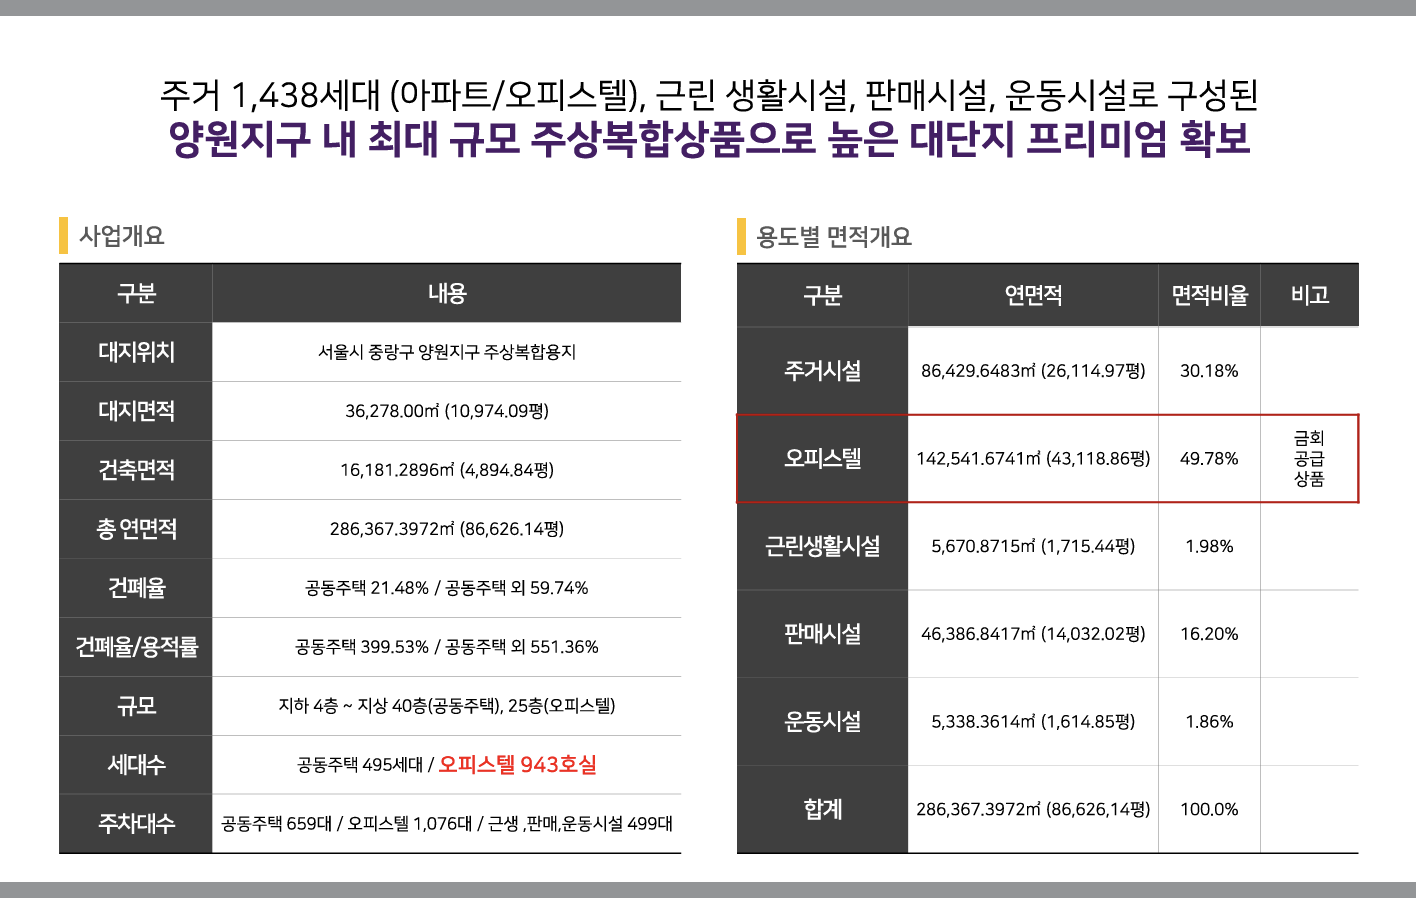 주거 1,438세대 (아파트/오피스텔), 근린 생활시설, 판매시설, 운동시설로 구성된
양원지구 내 최대 규모 주상복합상품으로 높은 대단지 프리미엄 확보
사업개요
구분 내용
대지위치 서울시 중랑구 양원지구 주상복합용지
대지면적 36,278.00㎡ (10,974.09평)
건축면적 16,181.2896㎡ (4,894.84평)
총 연면적 286,367.3972㎡ (86,626.14평)
건폐율 공동주택 21.48% / 공동주택 외 59.74%
건폐율/용적률 공동주택 399.53% / 공동주택 외 551.36%
규모 지하 4층 ~ 지상 40층(공동주택), 25층(오피스텔)
세대수 공동주택 495세대 / 오피스텔 943호실
주차대수 공동주택 659대 / 오피스텔 1,076대 / 근생 ,판매,운동시설 499대
용도별 면적개요
구분 연면적 면적비율 비고
주거시설 86,429.6483㎡ (26,114.97평) 30.18%
오피스텔 142,541.6741㎡ (43,118.86평) 49.78% 금회
공급
상품
근린생활시설 5,670.8715㎡ (1,715.44평) 1.98%
판매시설 46,386.8417㎡ (14,032.02평) 16.20%
운동시설 5,338.3614㎡ (1,614.85평) 1.86%
합계 286,367.3972㎡ (86,626,14평) 100.0%